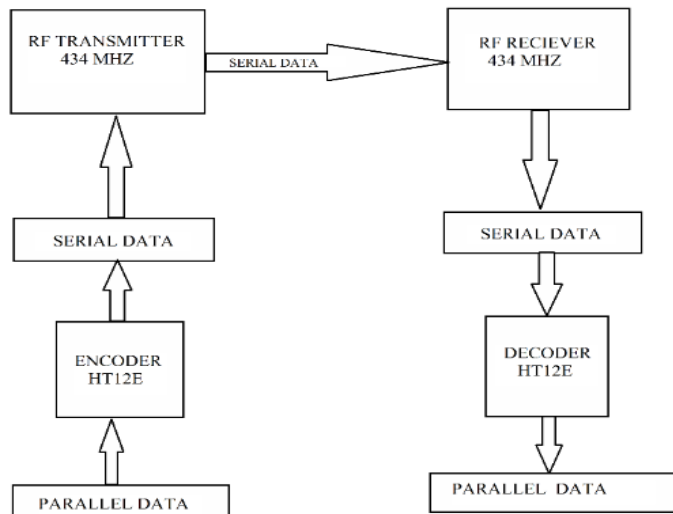 RF TRANSMITTER
434 MHZ
SERIAL DATA
RF RECIEVER
434 MHZ
SERIAL DATA
SERIAL DATA
ENCODER
HT12E
DECODER
HT12E
PARALLEL DATA
PARALLEL DATA